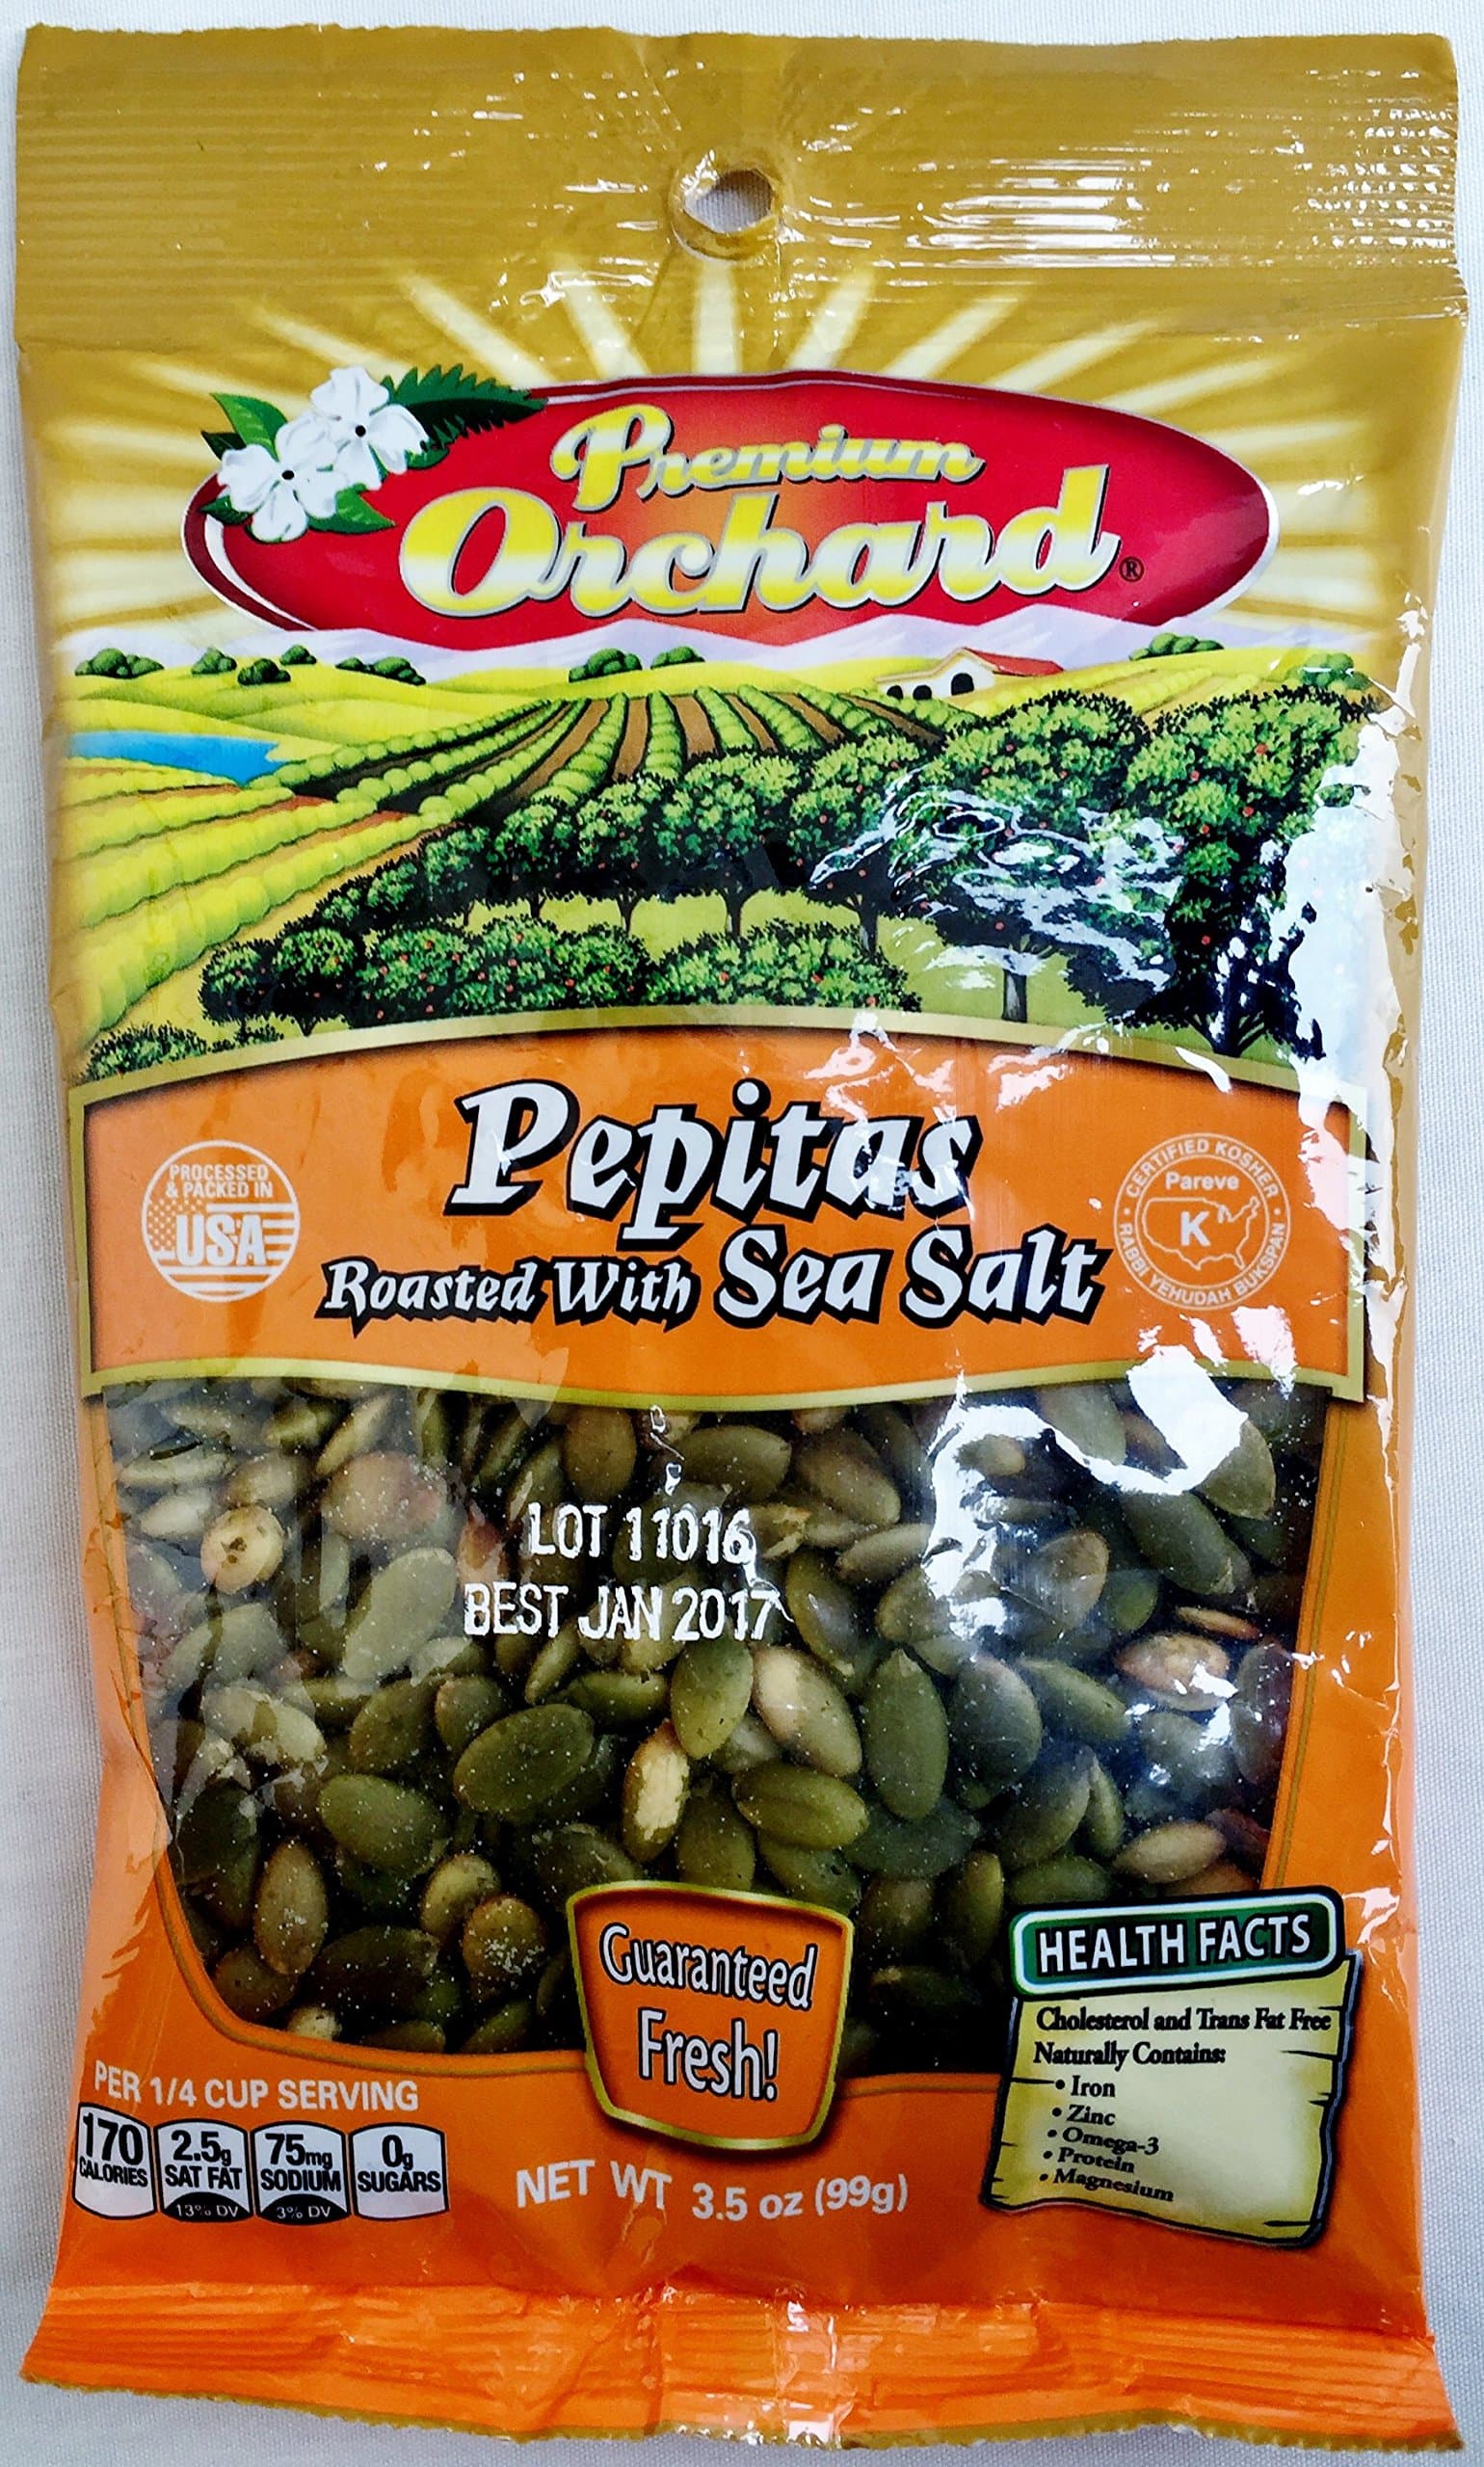 Premium
Orchard®
PROCESSED
& PACKED IN
USA
Pepitas
Roasted With Sea Salt
CERTIFIED KOSHER
Pareve
K
RABBI YEHUDAH BUKSPAN
LOT 11016
BEST JAN 2017
Guaranteed
Fresh!
HEALTH FACTS
Cholesterol and Trans Fat Free
Naturally Contains:
• Iron
• Zinc
• Omega-3
• Protein
• Magnesium
PER 1/4 CUP SERVING
170 CALORIES
2.5g SAT FAT 13% DV
75mg SODIUM 3% DV
0g SUGARS
NET WT 3.5 oz (99g)